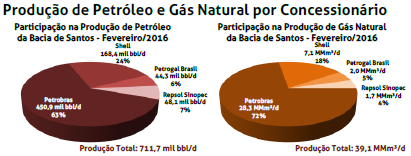 Produção de Petróleo e Gás Natural por Concessionário
Participação na Produção de Petróleo
da Bacia de Santos - Fevereiro/2016
Shell
168,4 mil bbl/d
24%
Petrogal Brasil
44,3 mil bbl/d
6%
Repsol Sinopec
48,1 mil bbl/d
7%
Petrobras
450,9 mil bbl/d
63%
Produção Total: 711,7 mil bbl/d
Participação na Produção de Gás Natural
da Bacia de Santos - Fevereiro/2016
Shell
7,1 MMm³/d
18%
Petrogal Brasil
2,0 MMm³/d
5%
Repsol Sinopec
1,7 MMm³/d
4%
Petrobras
28,3 MMm³/d
72%
Produção Total: 39,1 MMm³/d